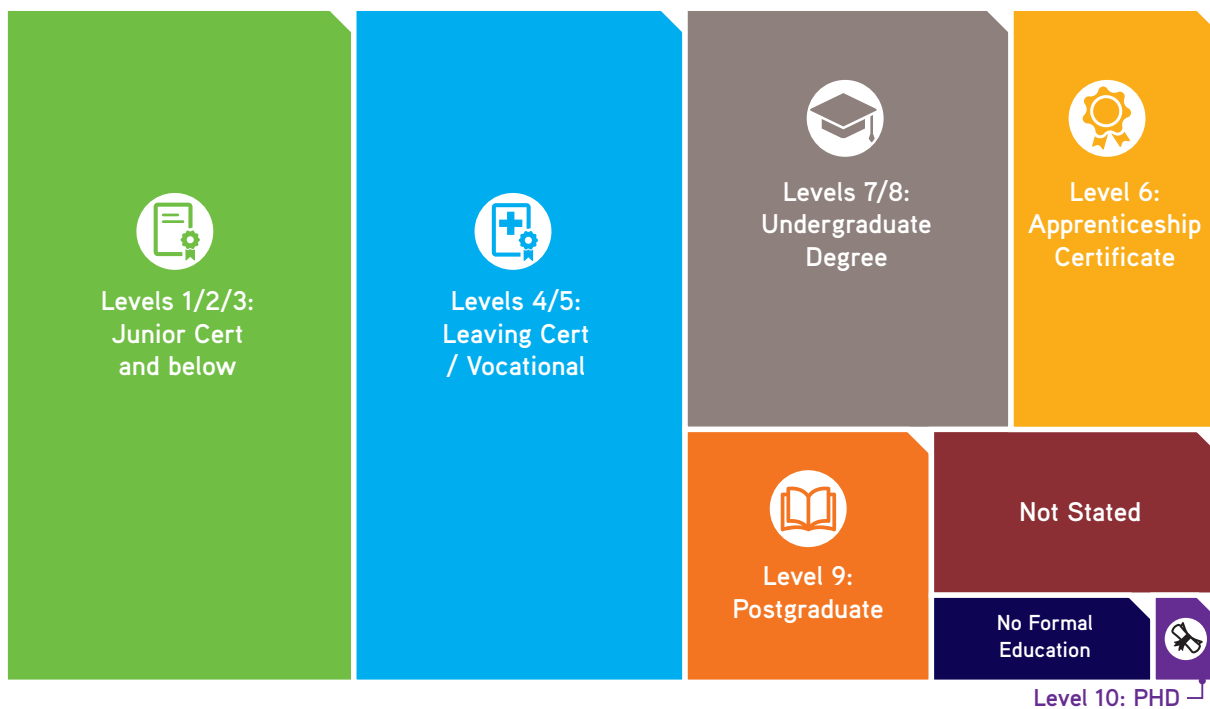 Levels 1/2/3:
Junior Cert
and below
Levels 4/5:
Leaving Cert
/ Vocational
Levels 7/8:
Undergraduate
Degree
Level 6:
Apprenticeship
Certificate
Level 9:
Postgraduate
Not Stated
No Formal
Education
Level 10: PHD